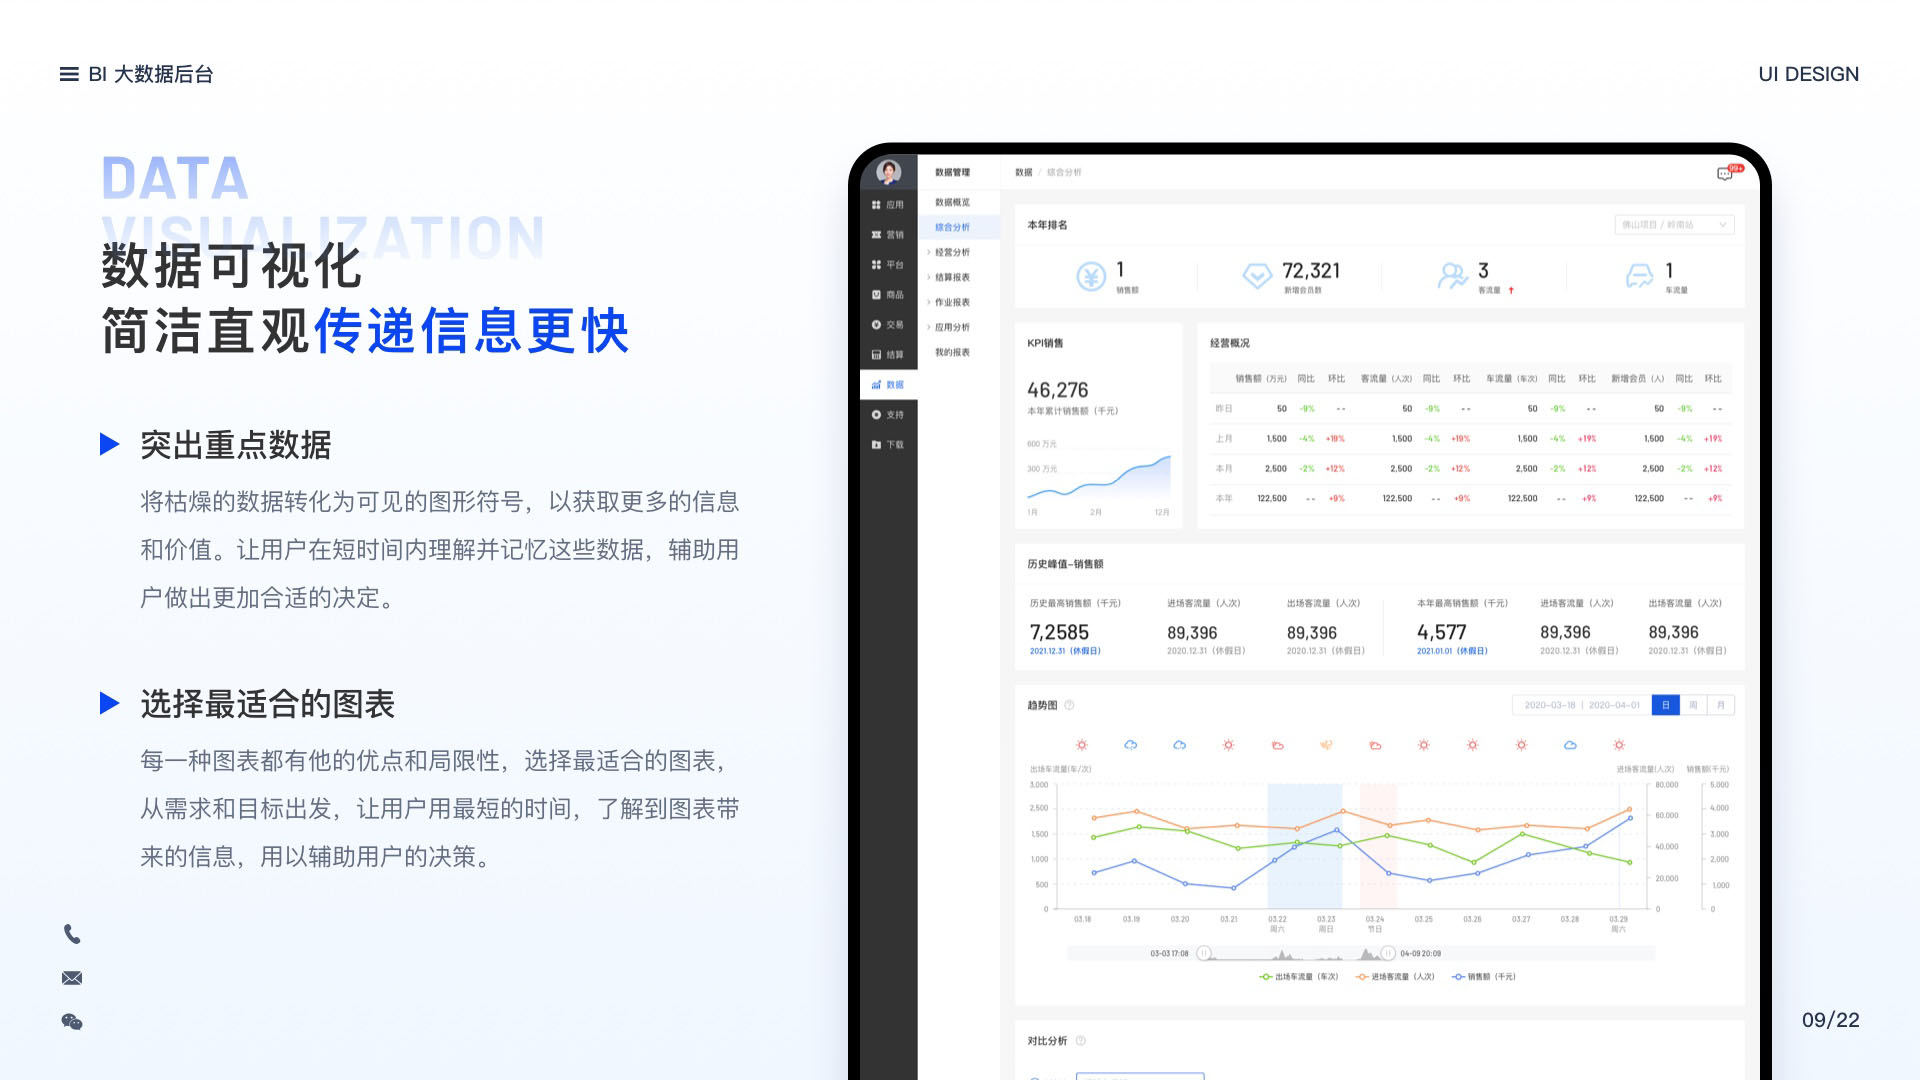 BI 大数据后台
UI DESIGN
DATA
VISUALIZATION
数据可视化
简洁直观传递信息更快
突出重点数据
将枯燥的数据转化为可见的图形符号，以获取更多的信息
和价值。让用户在短时间内理解并记忆这些数据，辅助用
户做出更加合适的决定。
选择最适合的图表
每一种图表都有他的优点和局限性，选择最适合的图表，
从需求和目标出发，让用户用最短的时间，了解到图表带
来的信息，用以辅助用户的决策。
应用
营销
平台
商品
交易
结算
数据
支持
下载
数据管理
数据概览
综合分析
经营分析
结算报表
作业报表
应用分析
我的报表
数据 / 综合分析
99+
本年排名
佛山项目 / 岭南站
1
销售额
72,321
新增会员数
3
客流量
1
车流量
KPI销售
46,276
本年累计销售额（千元）
600 万元
300 万元
1月 2月 12月
经营概况
销售额（万元） 同比 环比 客流量（人次） 同比 环比 车流量（车次） 同比 环比 新增会员（人） 同比 环比
昨日 50 -9% -- 50 -9% -- 50 -9% -- 50 -9% --
上月 1,500 -4% +19% 1,500 -4% +19% 1,500 -4% +19% 1,500 -4% +19%
本月 2,500 -2% +12% 2,500 -2% +12% 2,500 -2% +12% 2,500 -2% +12%
本年 122,500 -- +9% 122,500 -- +9% 122,500 -- +9% 122,500 -- +9%
历史峰值-销售额
历史最高销售额（千元） 进场客流量（人次） 出场客流量（人次） 本年最高销售额（千元） 进场客流量（人次） 出场客流量（人次）
7,2585 89,396 89,396 4,577 89,396 89,396
2021.12.31（休假日） 2020.12.31（休假日） 2020.12.31（休假日） 2021.01.01（休假日） 2020.12.31（休假日） 2020.12.31（休假日）
趋势图
2020-03-18 | 2020-04-01 日 周 月
出场车流量(车/次) 进场客流量(人次) 销售额(千元)
3,000
2,500
1,500
1,000
500
0
80,000
60,000
40,000
20,000
0
5,000
4,000
3,000
2,000
1,000
0
03.18 03.19 03.20 03.21 03.22 03.23 03.24 03.25 03.26 03.27 03.28 03.29
周六 周日 节日 周六
03-03 17:08 04-09 20:09
出场车流量（车次） 进场客流量（人次） 销售额（千元）
对比分析
09/22